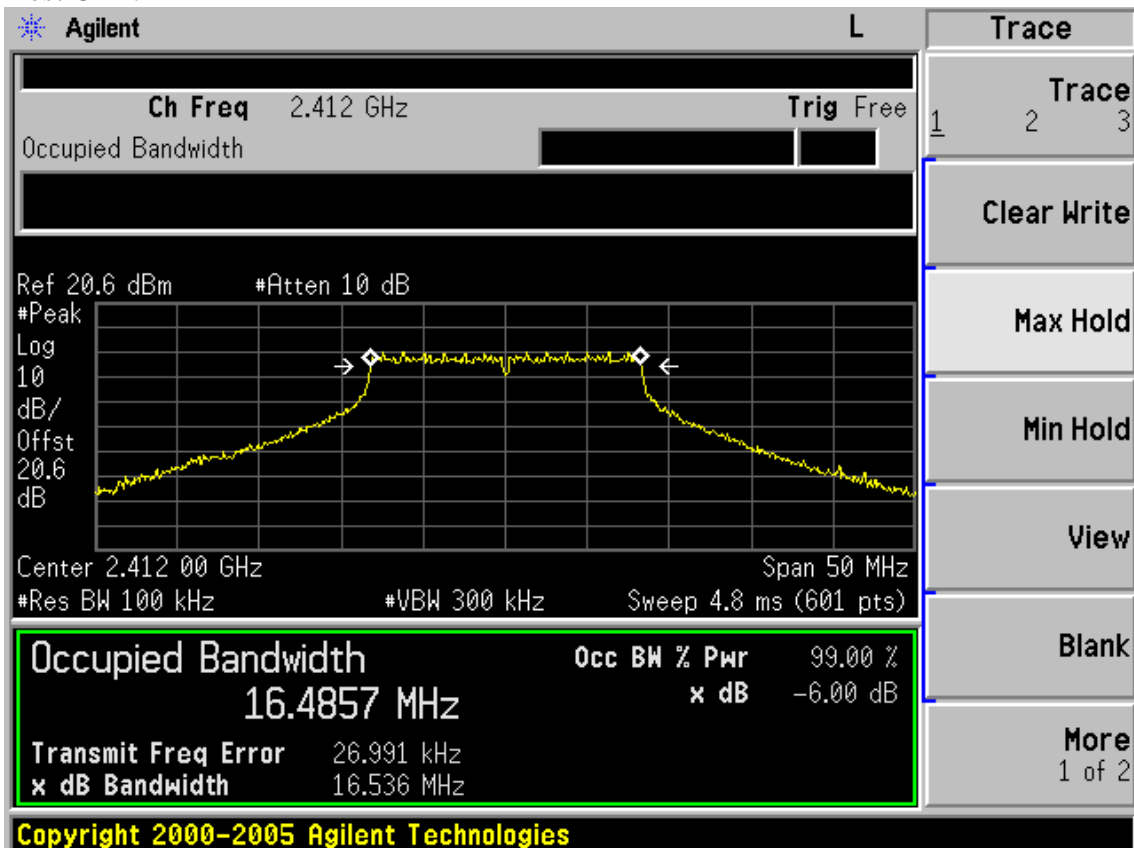 Agilent L Trace
Ch Freq 2.412 GHz Trig Free
Occupied Bandwidth
Trace
1 2 3
Clear Write
Max Hold
Min Hold
View
Blank
More
1 of 2
Ref 20.6 dBm #Atten 10 dB
#Peak
Log
10
dB/
Offst
20.6
dB
Center 2.412 00 GHz Span 50 MHz
#Res BW 100 kHz #VBW 300 kHz Sweep 4.8 ms (601 pts)
Occupied Bandwidth Occ BW % Pwr 99.00 %
16.4857 MHz x dB -6.00 dB
Transmit Freq Error 26.991 kHz
x dB Bandwidth 16.536 MHz
Copyright 2000-2005 Agilent Technologies